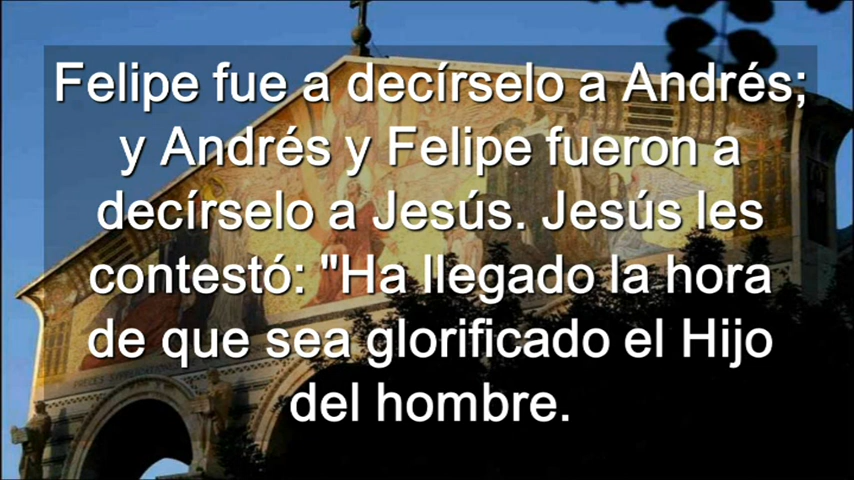 Felipe fue a decírselo a Andrés;
y Andrés y Felipe fueron a
decírselo a Jesús. Jesús les
contestó: "Ha llegado la hora
de que sea glorificado el Hijo
del hombre.